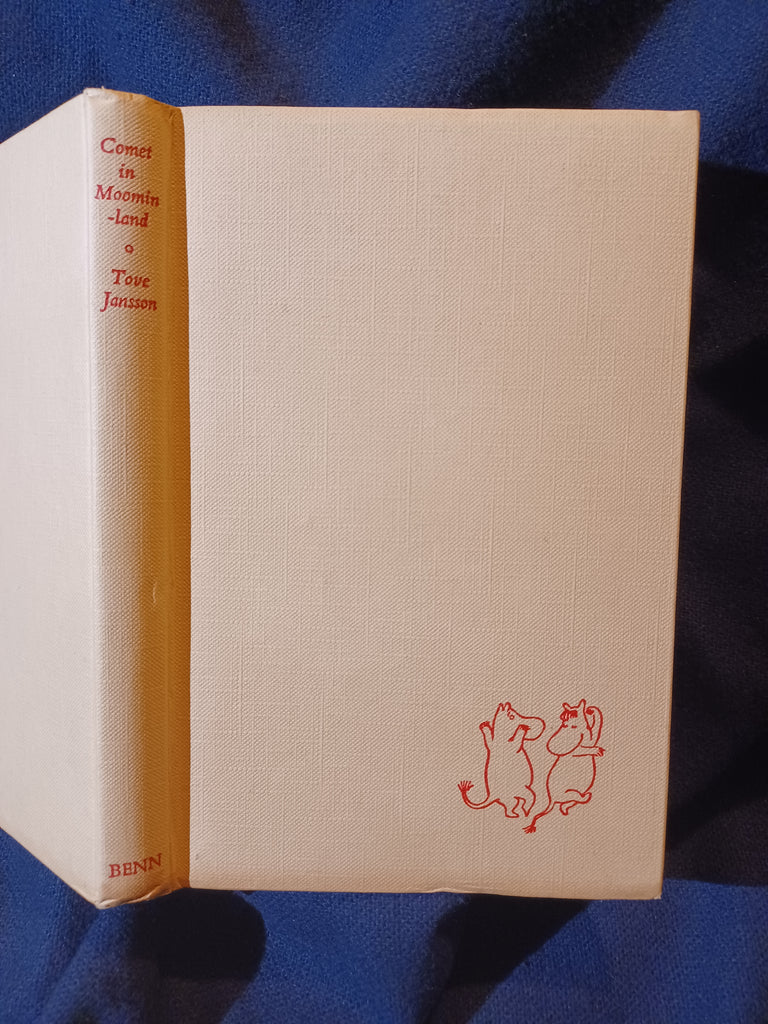 Comet
in
Moomin
-land
Tove
Jansson
BENN